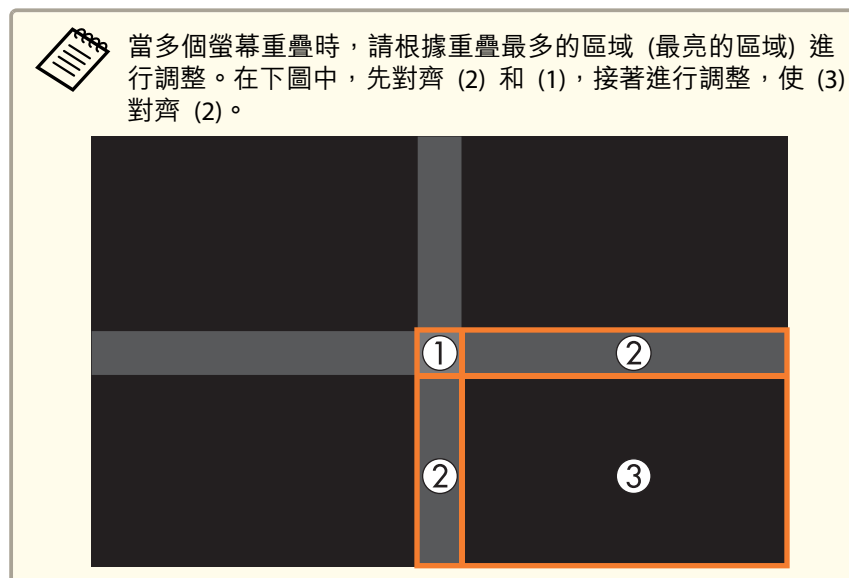 當多個螢幕重疊時，請根據重疊最多的區域 (最亮的區域) 進
行調整。在下圖中，先對齊 (2) 和 (1)，接著進行調整，使 (3)
對齊 (2)。
① ②
② ③